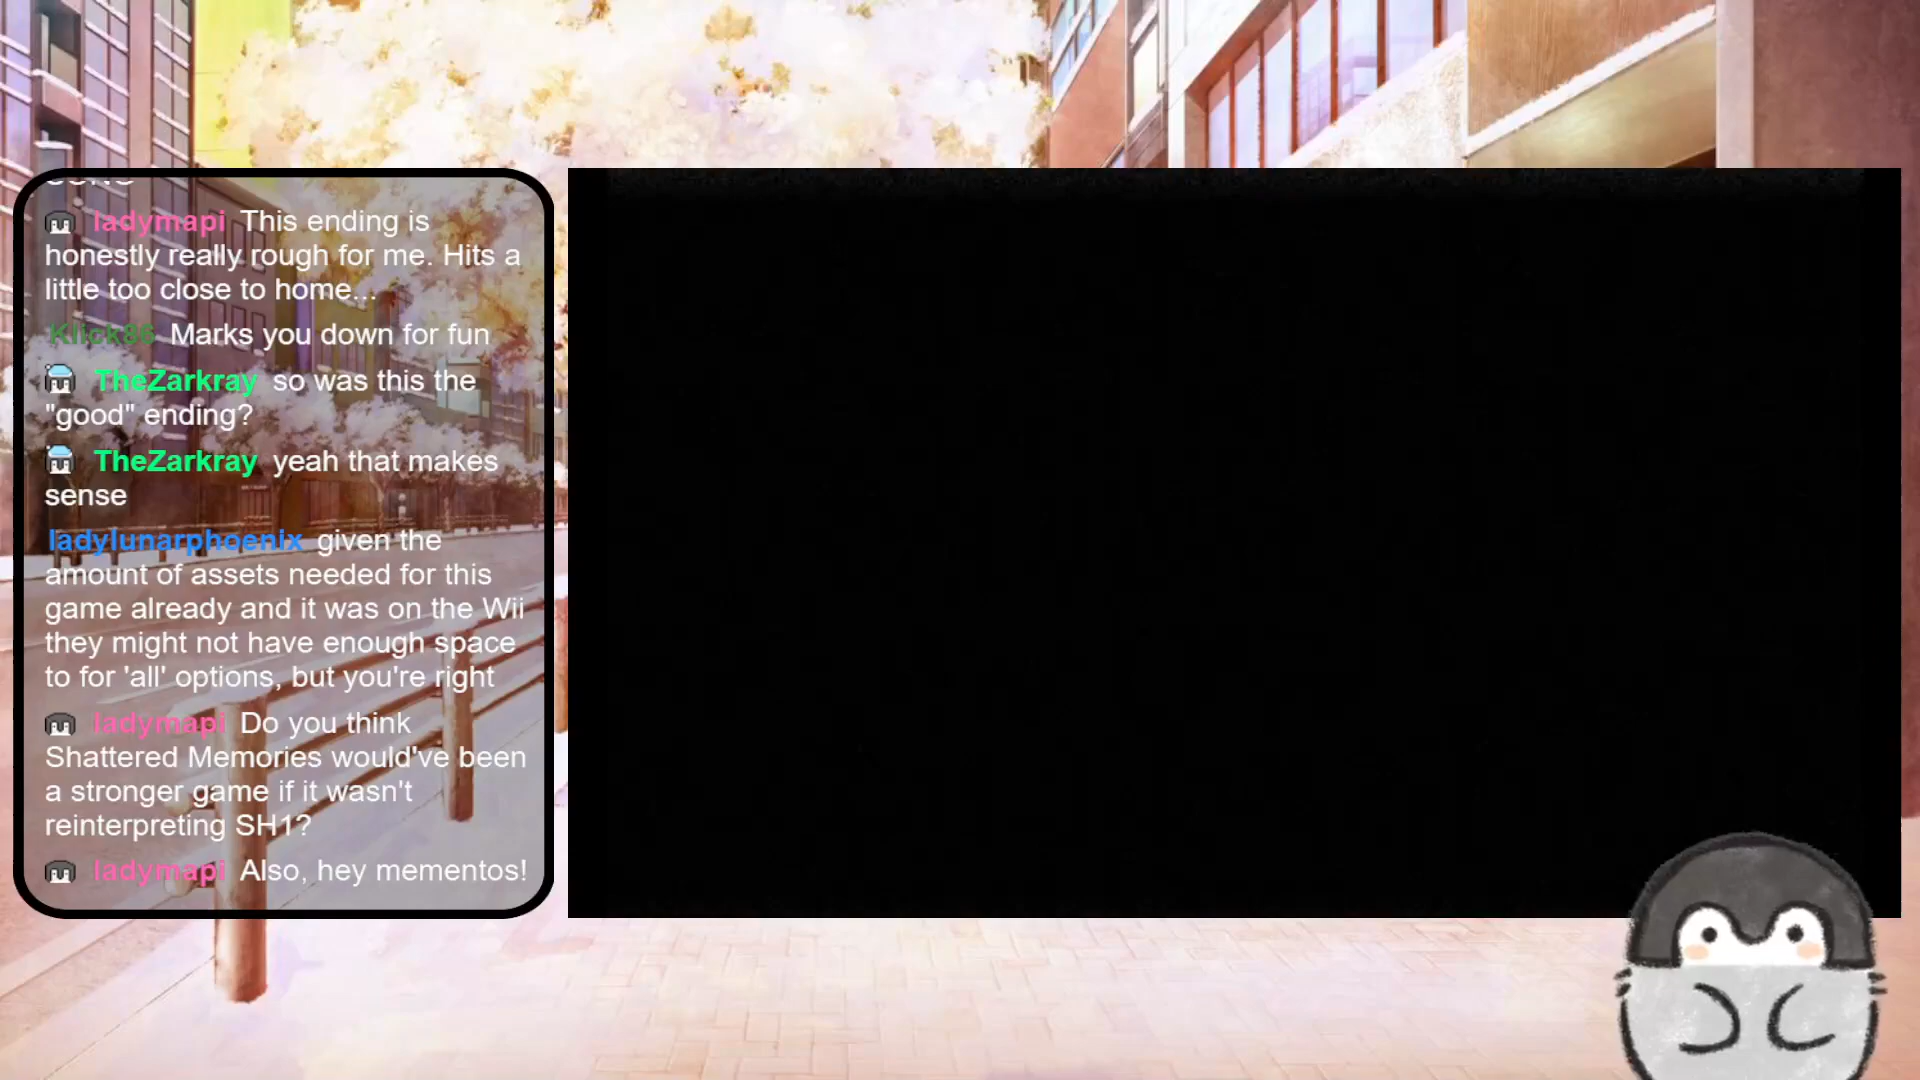 ladymapi This ending is
honestly really rough for me. Hits a
little too close to home...
Klick86 Marks you down for fun
TheZarkray so was this the
"good" ending?
TheZarkray yeah that makes
sense
ladylunarphoenix given the
amount of assets needed for this
game already and it was on the Wii
they might not have enough space
to for 'all' options, but you're right
ladymapi Do you think
Shattered Memories would've been
a stronger game if it wasn't
reinterpreting SH1?
ladymapi Also, hey mementos!